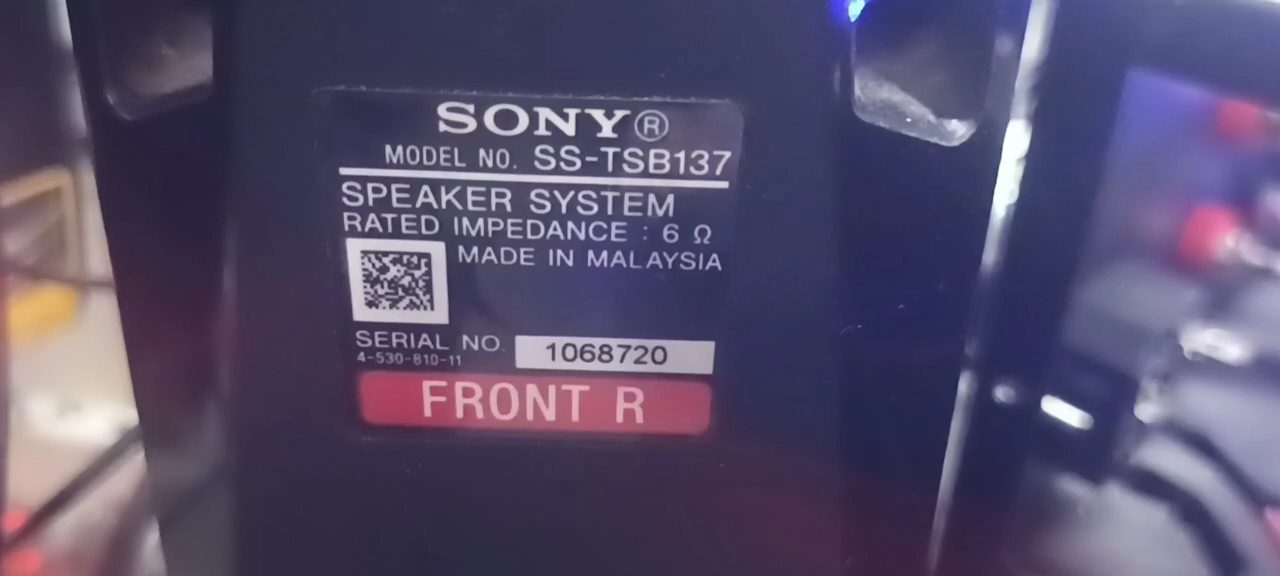 SONY®
MODEL NO. SS-TSB137
SPEAKER SYSTEM
RATED IMPEDANCE : 6 Ω
MADE IN MALAYSIA
SERIAL NO. 1068720
4-530-810-11
FRONT R